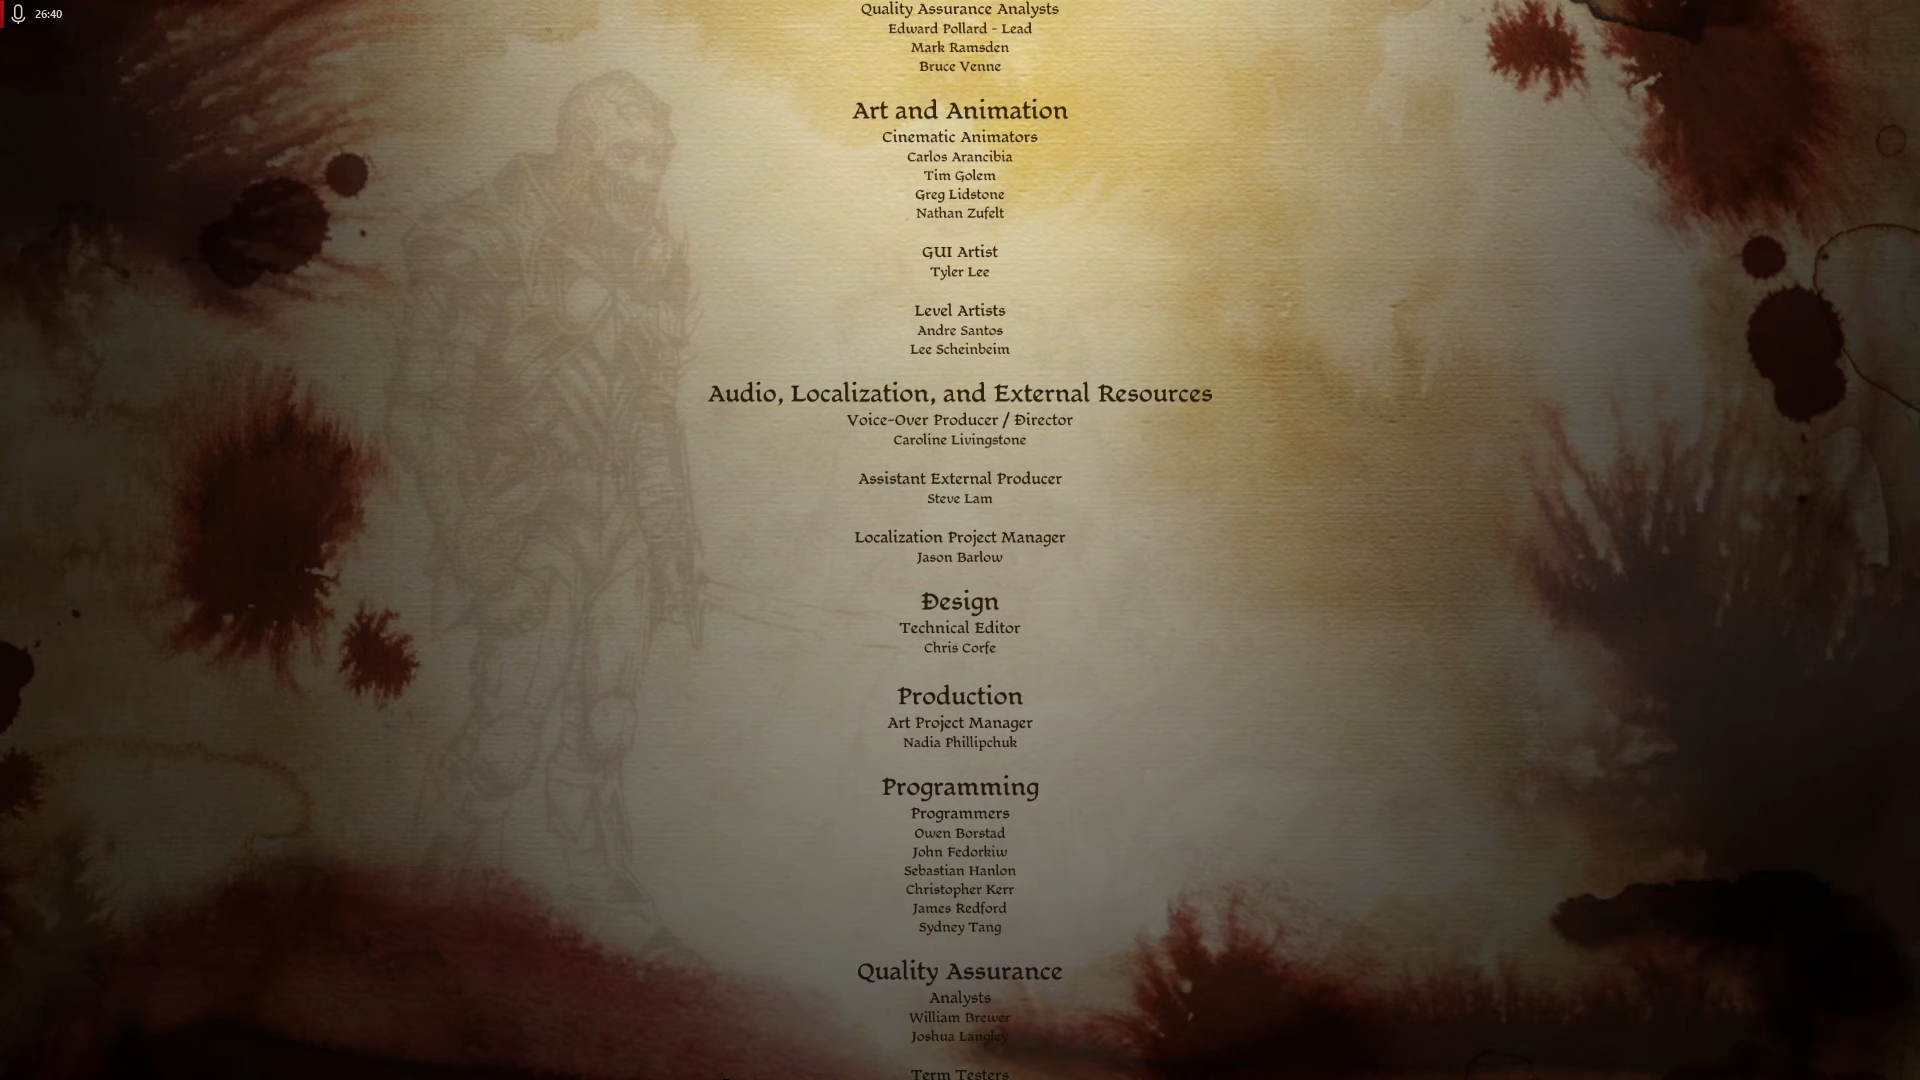 26:40
Quality Assurance Analysts
Edward Pollard - Lead
Mark Ramsden
Bruce Venne
Art and Animation
Cinematic Animators
Carlos Arancibia
Tim Golem
Greg Lidstone
Nathan Zufelt
GUI Artist
Tyler Lee
Level Artists
Andre Santos
Lee Scheinbeim
Audio, Localization, and External Resources
Voice-Over Producer / Director
Caroline Livingstone
Assistant External Producer
Steve Lam
Localization Project Manager
Jason Barlow
Design
Technical Editor
Chris Corfe
Production
Art Project Manager
Nadia Phillipchuk
Programming
Programmers
Owen Borstad
John Fedorkiw
Sebastian Hanlon
Christopher Kerr
James Redford
Sydney Tang
Quality Assurance
Analysts
William Brewer
Joshua Langley
Term Testers